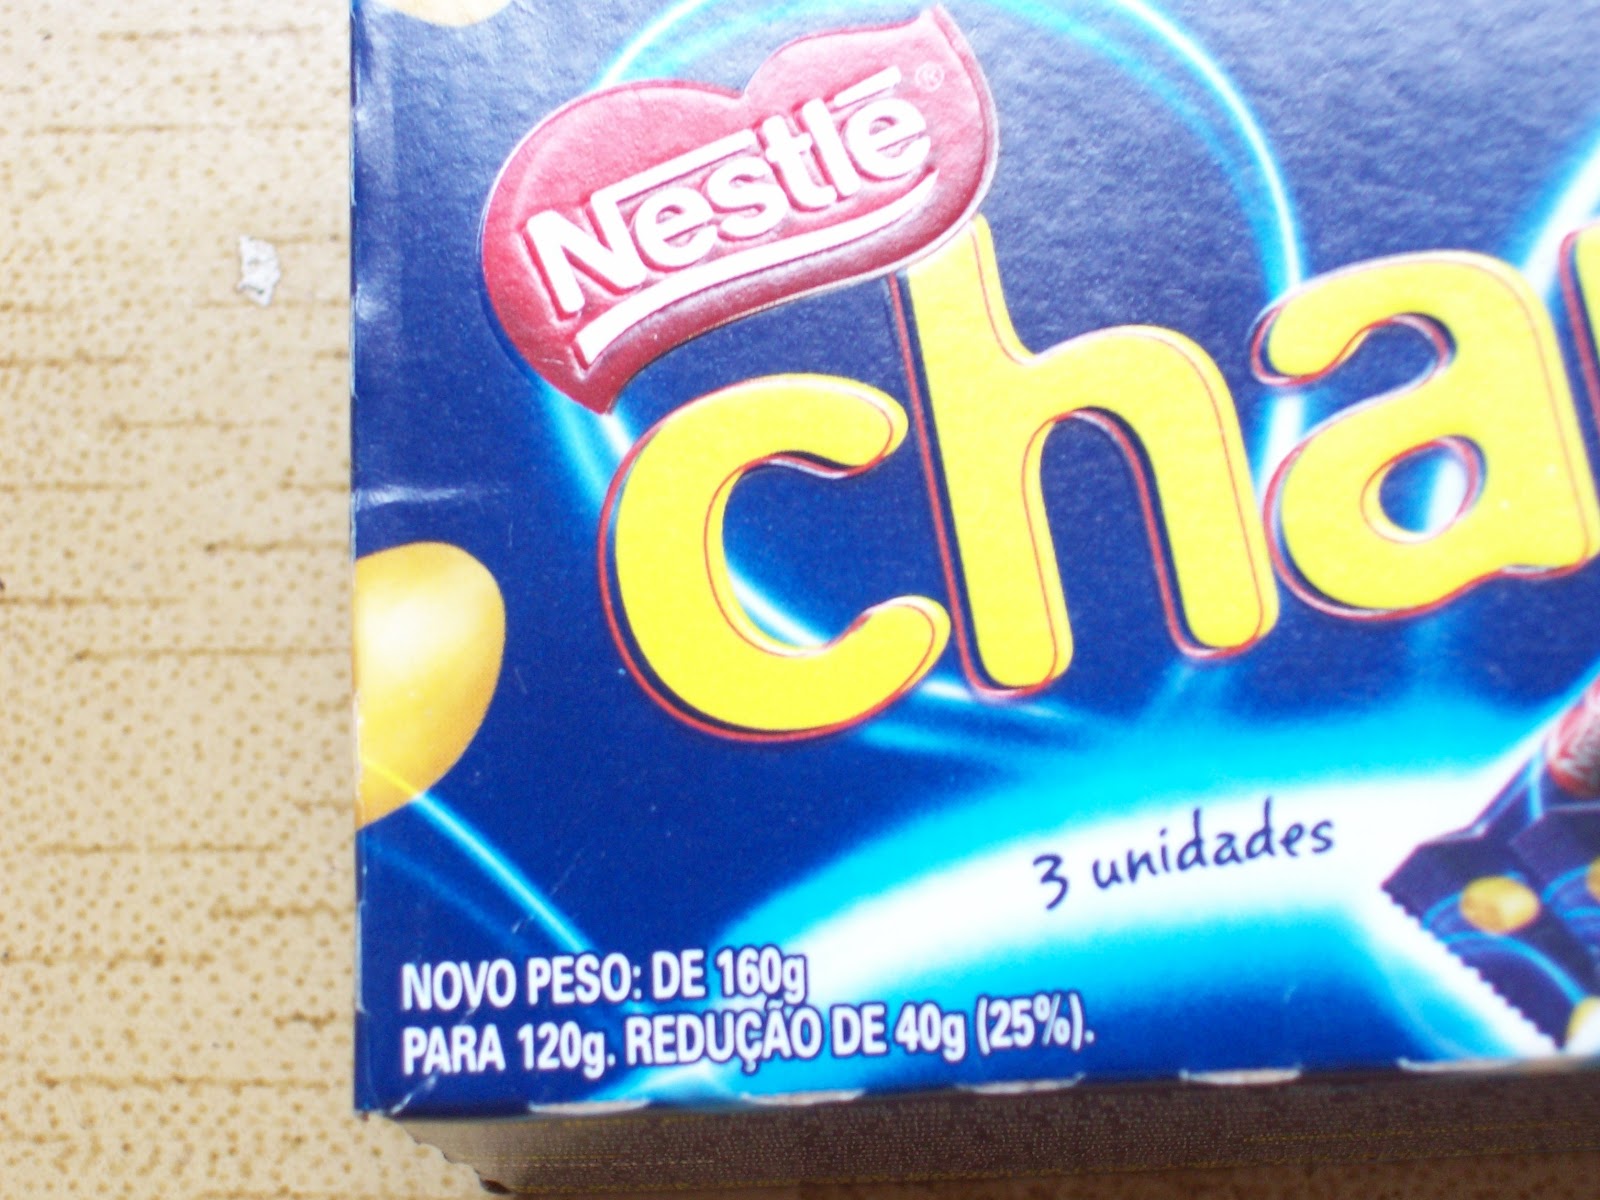 Nestlé ®
cha
3 unidades
NOVO PESO: DE 160g
PARA 120g. REDUÇÃO DE 40g (25%).